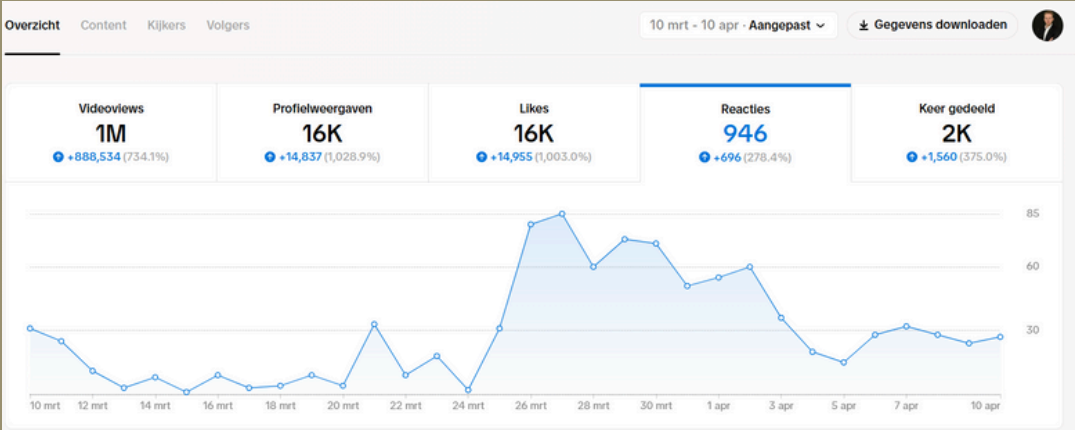 Overzicht Content Kijkers Volgers 10 mrt - 10 apr · Aangepast Gegevens downloaden
Videoviews Profielweergaven Likes Reacties Keer gedeeld
1M 16K 16K 946 2K
+888,534 (734.1%) +14,837 (1,028.9%) +14,955 (1,003.0%) +696 (278.4%) +1,560 (375.0%)
85
60
30
10 mrt 12 mrt 14 mrt 16 mrt 18 mrt 20 mrt 22 mrt 24 mrt 26 mrt 28 mrt 30 mrt 1 apr 3 apr 5 apr 7 apr 10 apr